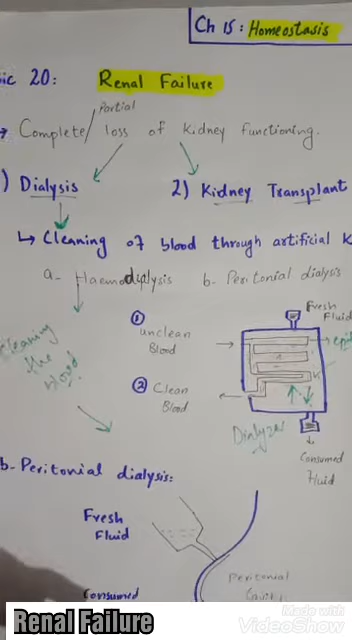 Ch 15: Homeostasis
ic 20: Renal Failure
Partial
Complete/ loss of kidney functioning.
) Dialysis 2) Kidney Transplant
Cleaning of blood through artificial K
a- Haemodialysis b- Peritonial dialysis
Fresh
Fluid
① unclean
Blood
② Clean
Blood
Cleaning
the
blood
Dialyzer
Consumed
Fluid
b- Peritonial dialysis:
Fresh
Fluid
Peritonial
Cavity
Consumed
Renal Failure
Made with
VideoShow